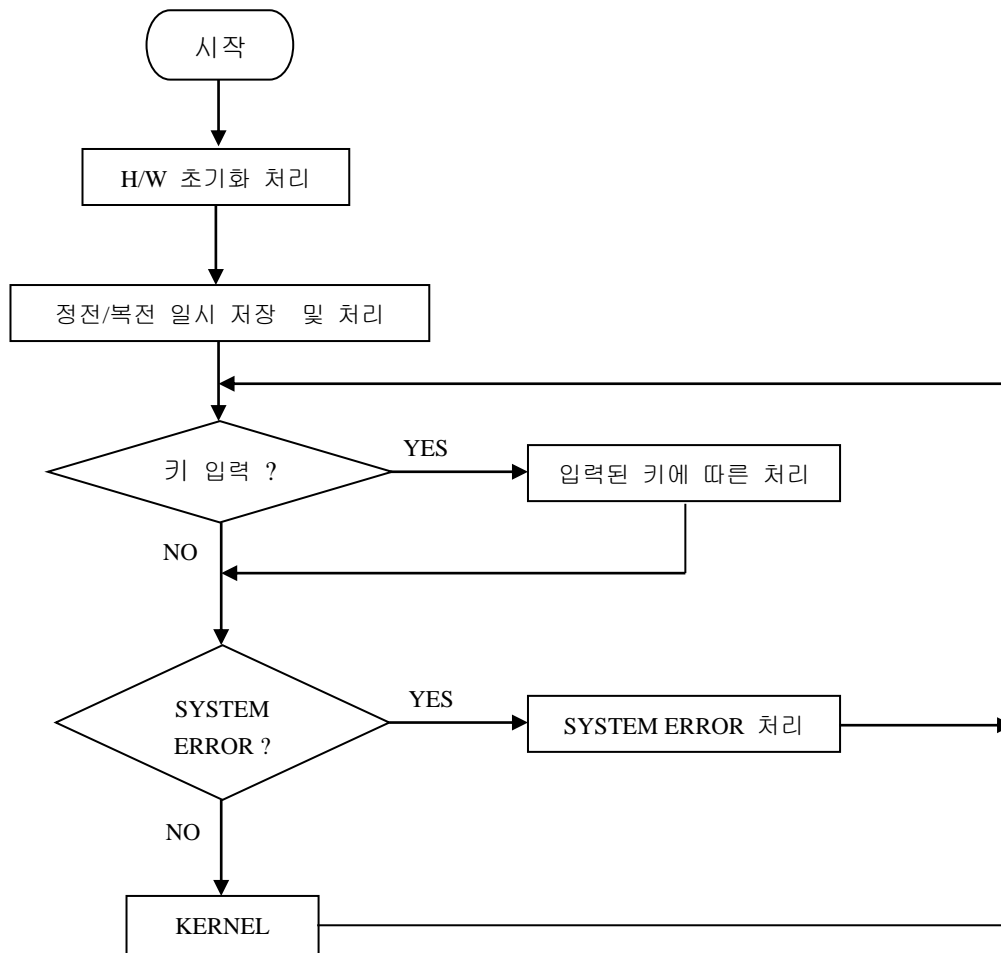 시작
H/W 초기화 처리
정전/복전 일시 저장 및 처리
키 입력 ?
YES
입력된 키에 따른 처리
NO
SYSTEM
ERROR ?
YES
SYSTEM ERROR 처리
NO
KERNEL